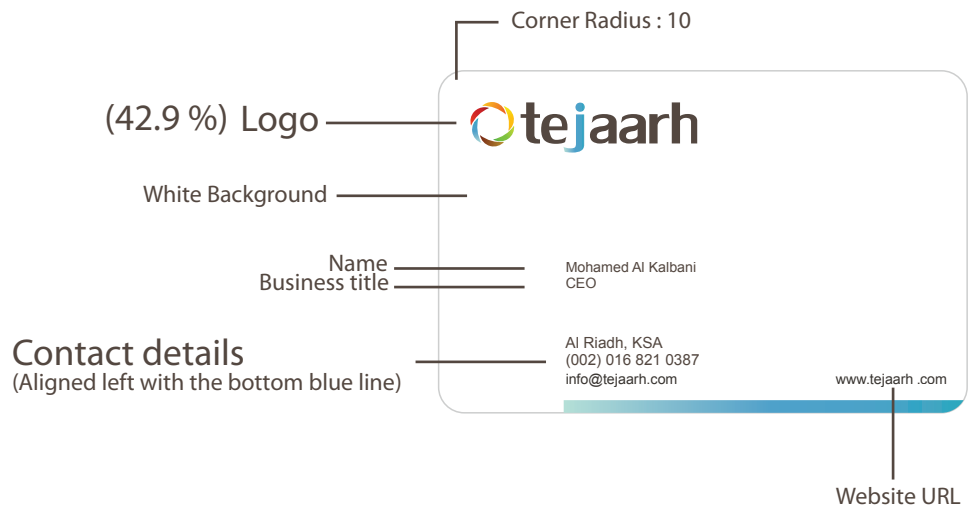 Corner Radius : 10
(42.9 %) Logo
tejaarh
White Background
Name
Business title
Mohamed Al Kalbani
CEO
Contact details
(Aligned left with the bottom blue line)
Al Riadh, KSA
(002) 016 821 0387
info@tejaarh.com
www.tejaarh .com
Website URL